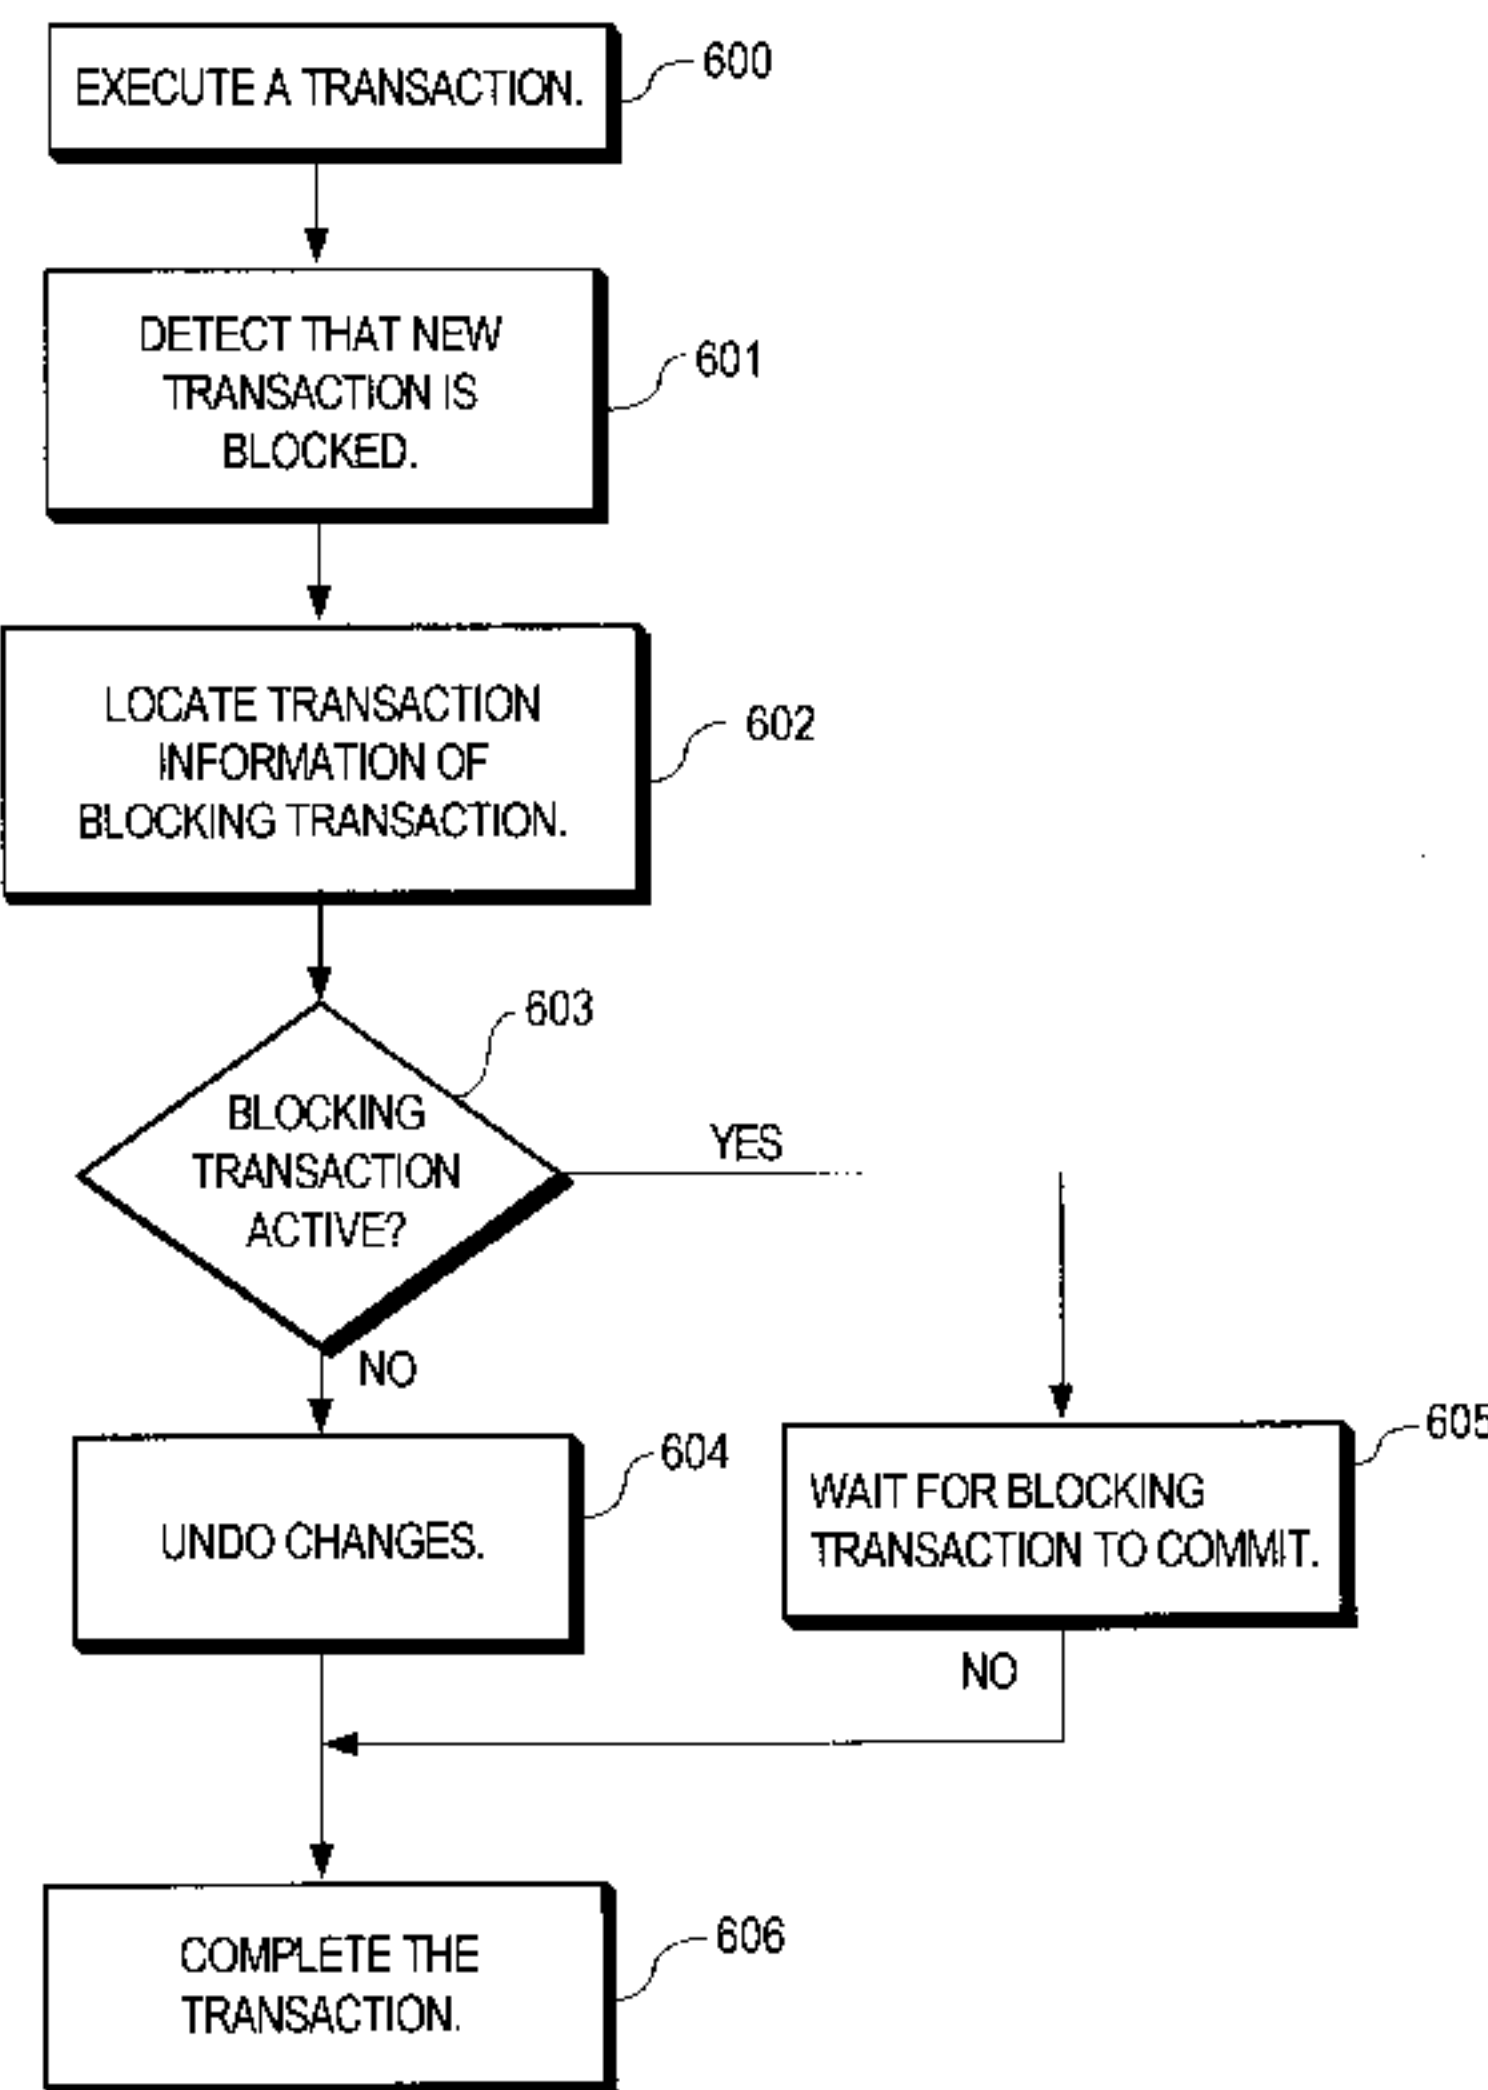 EXECUTE A TRANSACTION.
600
DETECT THAT NEW
TRANSACTION IS
BLOCKED.
601
LOCATE TRANSACTION
INFORMATION OF
BLOCKING TRANSACTION.
602
603
BLOCKING
TRANSACTION
ACTIVE?
YES
NO
604
UNDO CHANGES.
605
WAIT FOR BLOCKING
TRANSACTION TO COMMIT.
NO
606
COMPLETE THE
TRANSACTION.